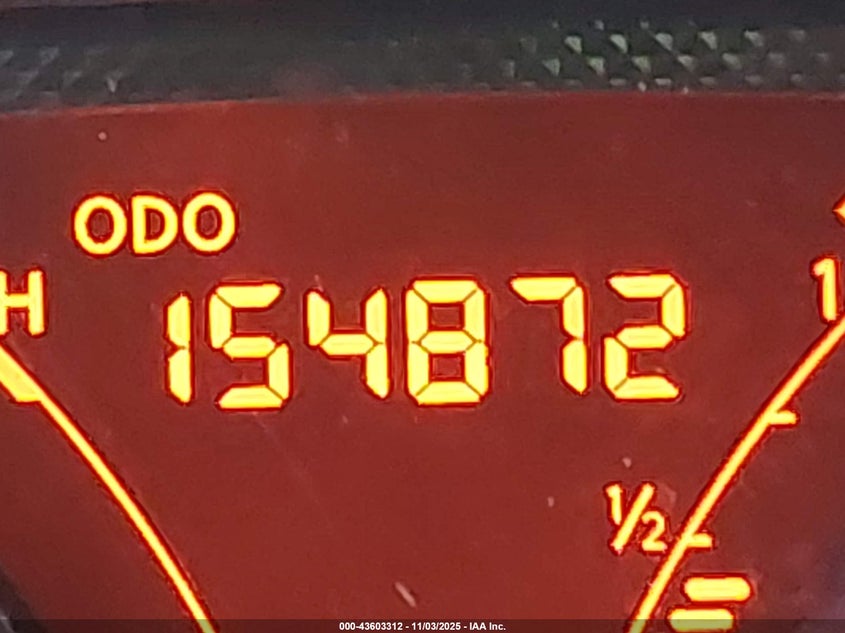 ODO
H
154872
1
1/2
000-43603312 - 11/03/2025 - IAA Inc.